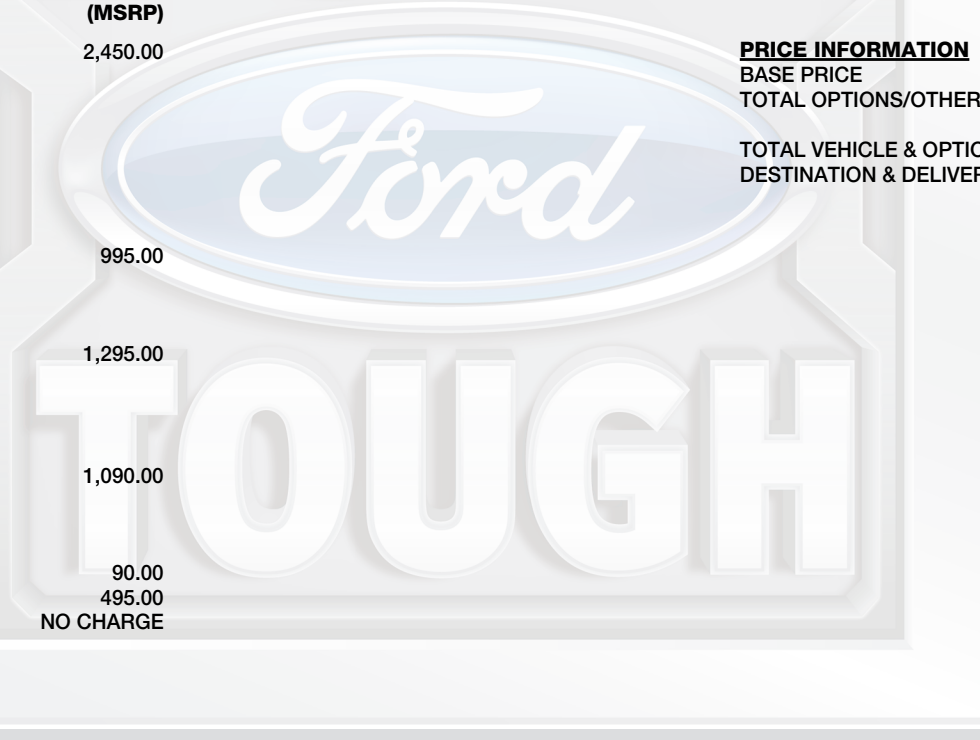 (MSRP)
2,450.00
995.00
1,295.00
1,090.00
90.00
495.00
NO CHARGE
PRICE INFORMATION
BASE PRICE
TOTAL OPTIONS/OTHER
TOTAL VEHICLE & OPTIO
DESTINATION & DELIVER
Ford
TOUGH